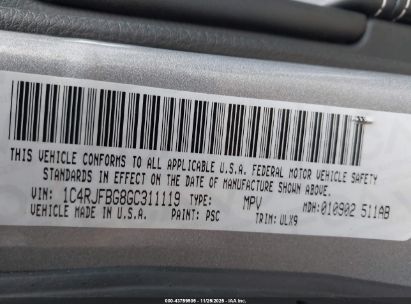 THIS VEHICLE CONFORMS TO ALL APPLICABLE U.S.A. FEDERAL MOTOR VEHICLE SAFETY
STANDARDS IN EFFECT ON THE DATE OF MANUFACTURE SHOWN ABOVE.
VIN: 1C4RJFBG8GC311119 TYPE: MPV MDH: 010902 511AB
VEHICLE MADE IN U.S.A. PAINT: PSC TRIM: ULX9